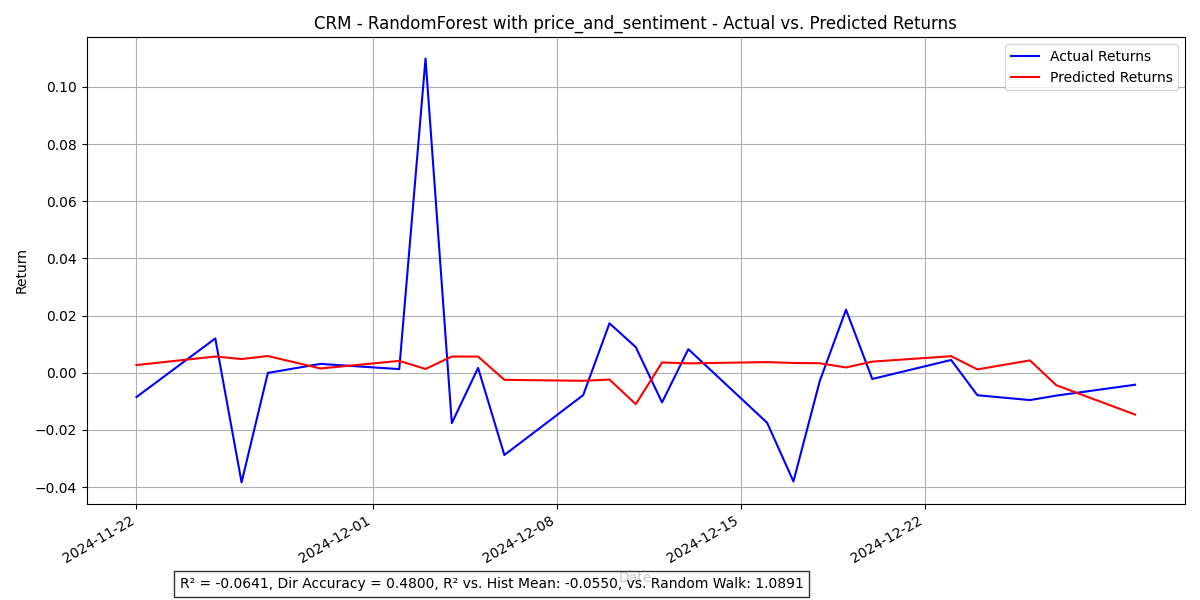 CRM - RandomForest with price_and_sentiment - Actual vs. Predicted Returns
Actual Returns
Predicted Returns
Return
0.10
0.08
0.06
0.04
0.02
0.00
−0.02
−0.04
2024-11-22
2024-12-01
2024-12-08
2024-12-15
2024-12-22
Date
R² = -0.0641, Dir Accuracy = 0.4800, R² vs. Hist Mean: -0.0550, vs. Random Walk: 1.0891